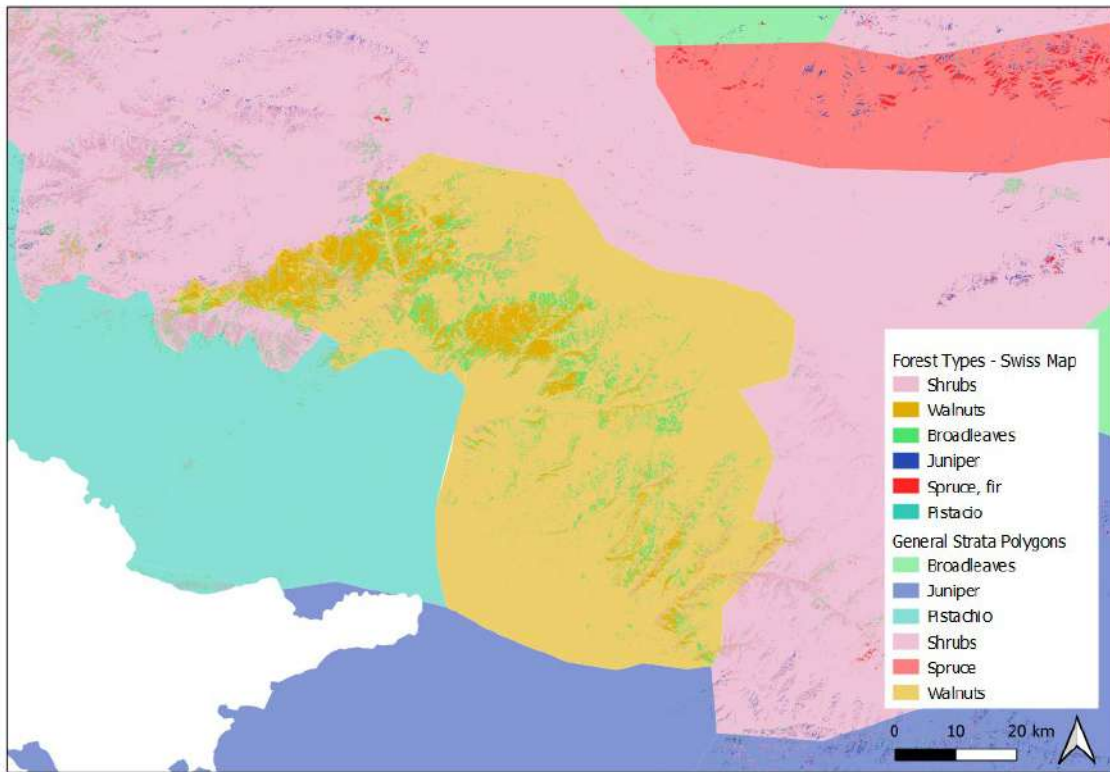 Forest Types - Swiss Map
Shrubs
Walnuts
Broadleaves
Juniper
Spruce, fir
Pistacio
General Strata Polygons
Broadleaves
Juniper
Pistachio
Shrubs
Spruce
Walnuts
0 10 20 km